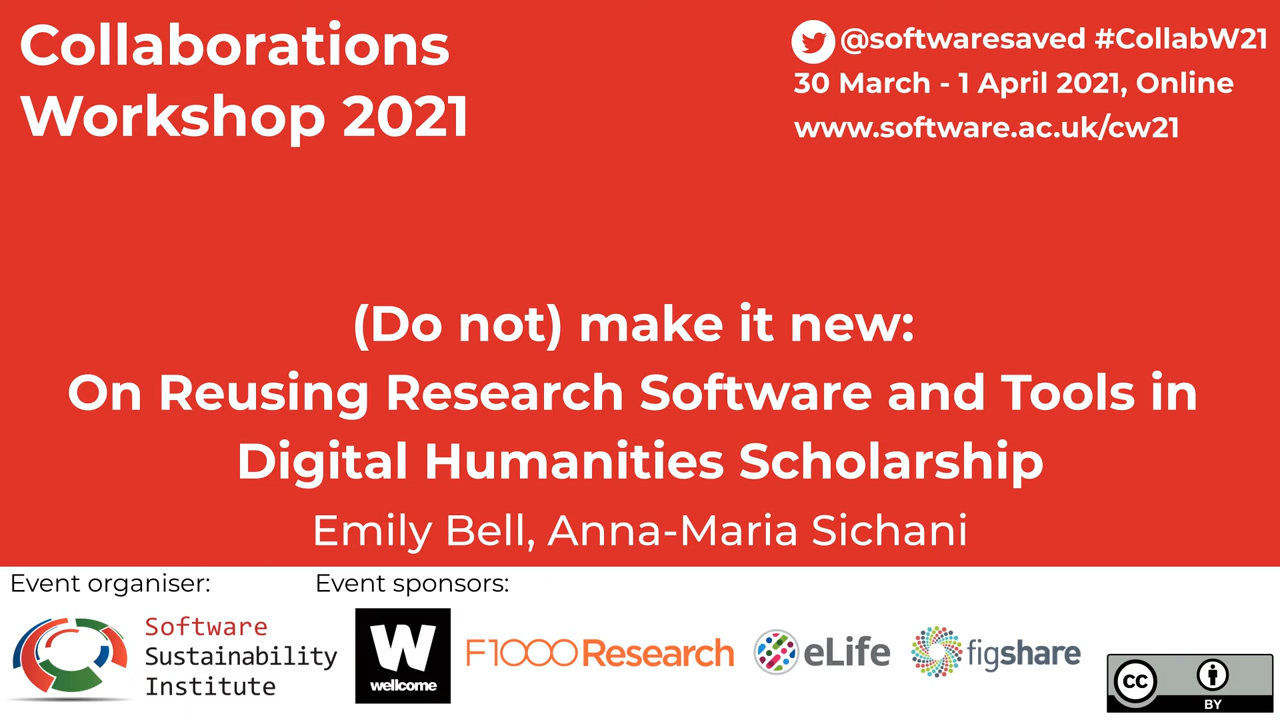 Collaborations
Workshop 2021
@softwaresaved #CollabW21
30 March - 1 April 2021, Online
www.software.ac.uk/cw21
(Do not) make it new:
On Reusing Research Software and Tools in
Digital Humanities Scholarship
Emily Bell, Anna-Maria Sichani
Event organiser:
Event sponsors:
Software
Sustainability
Institute
W
wellcome
F1000Research
eLife
figshare
CC
BY